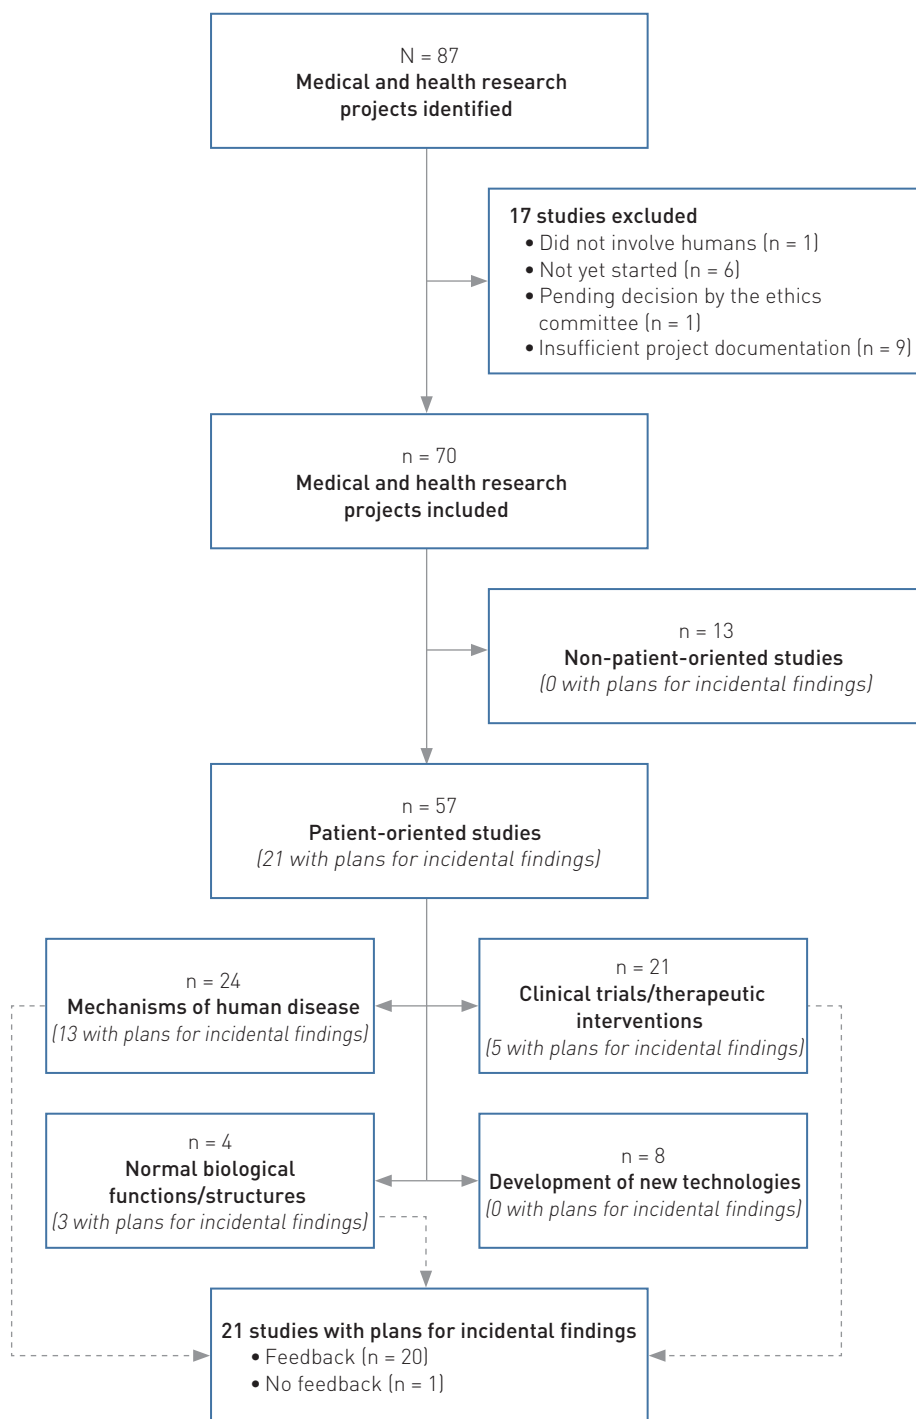 N = 87
Medical and health research
projects identified
17 studies excluded
• Did not involve humans (n = 1)
• Not yet started (n = 6)
• Pending decision by the ethics
committee (n = 1)
• Insufficient project documentation (n = 9)
n = 70
Medical and health research
projects included
n = 13
Non-patient-oriented studies
(0 with plans for incidental findings)
n = 57
Patient-oriented studies
(21 with plans for incidental findings)
n = 24
Mechanisms of human disease
(13 with plans for incidental findings)
n = 21
Clinical trials/therapeutic
interventions
(5 with plans for incidental findings)
n = 4
Normal biological
functions/structures
(3 with plans for incidental findings)
n = 8
Development of new technologies
(0 with plans for incidental findings)
21 studies with plans for incidental findings
• Feedback (n = 20)
• No feedback (n = 1)